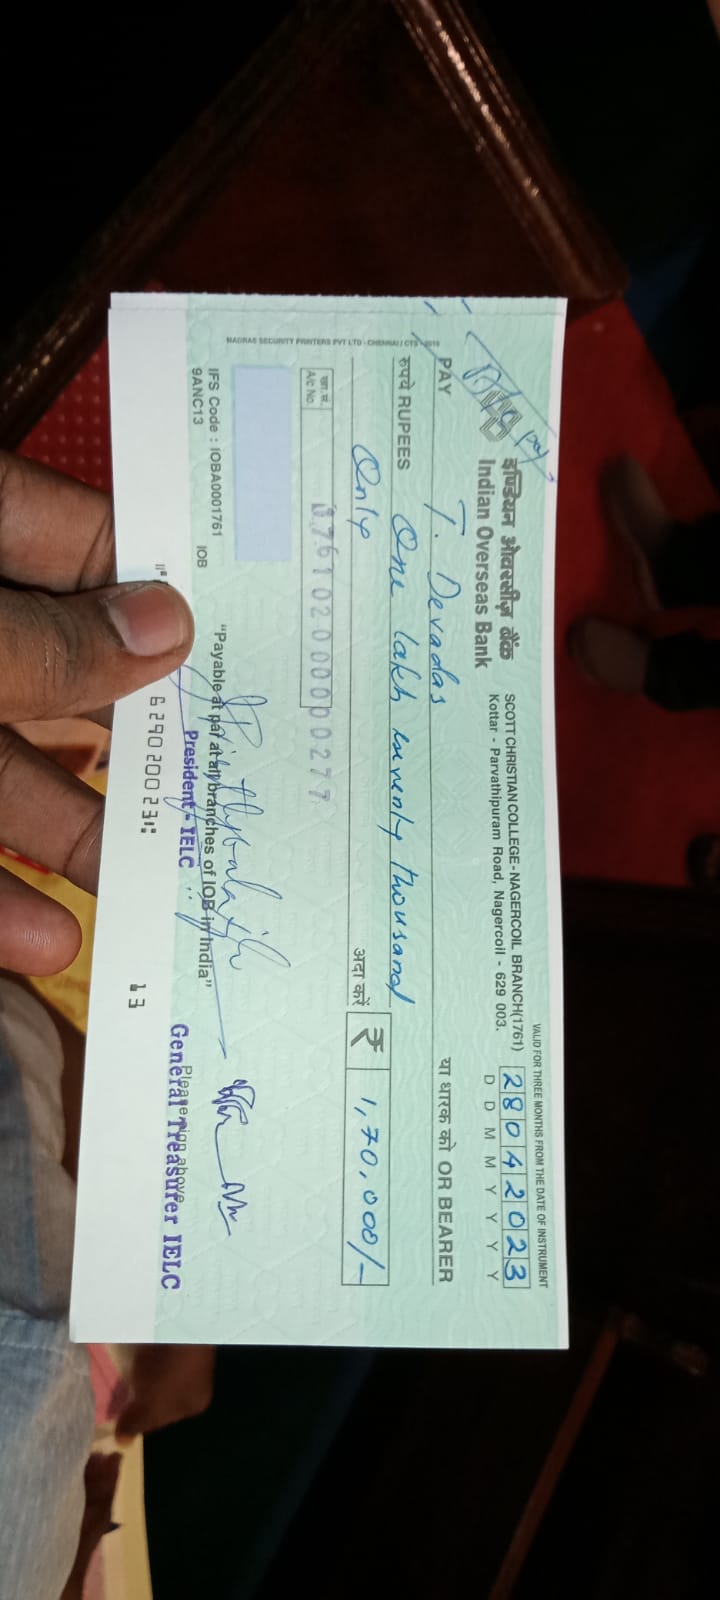 VALID FOR THREE MONTHS FROM THE DATE OF INSTRUMENT
इण्डियन ओवरसीज़ बैंक
Indian Overseas Bank
SCOTT CHRISTIAN COLLEGE - NAGERCOIL BRANCH(1761)
Kottar - Parvathipuram Road, Nagercoil - 629 003.
28042023
D D M M Y Y Y Y
PAY T. Devadas या धारक को OR BEARER
रुपये RUPEES One lakh seventy thousand
Only अदा करें ₹ 1,70,000/-
खा. सं.
A/c No.
176102000000277
MADRAS SECURITY PRINTERS PVT LTD - CHENNAI / CTS - 2010
IFS Code : IOBA0001761
9ANC13
IOB
"Payable at par at all branches of IOB in India"
President - IELC
Please sign above
General Treasurer IELC
629020023⑆ 13